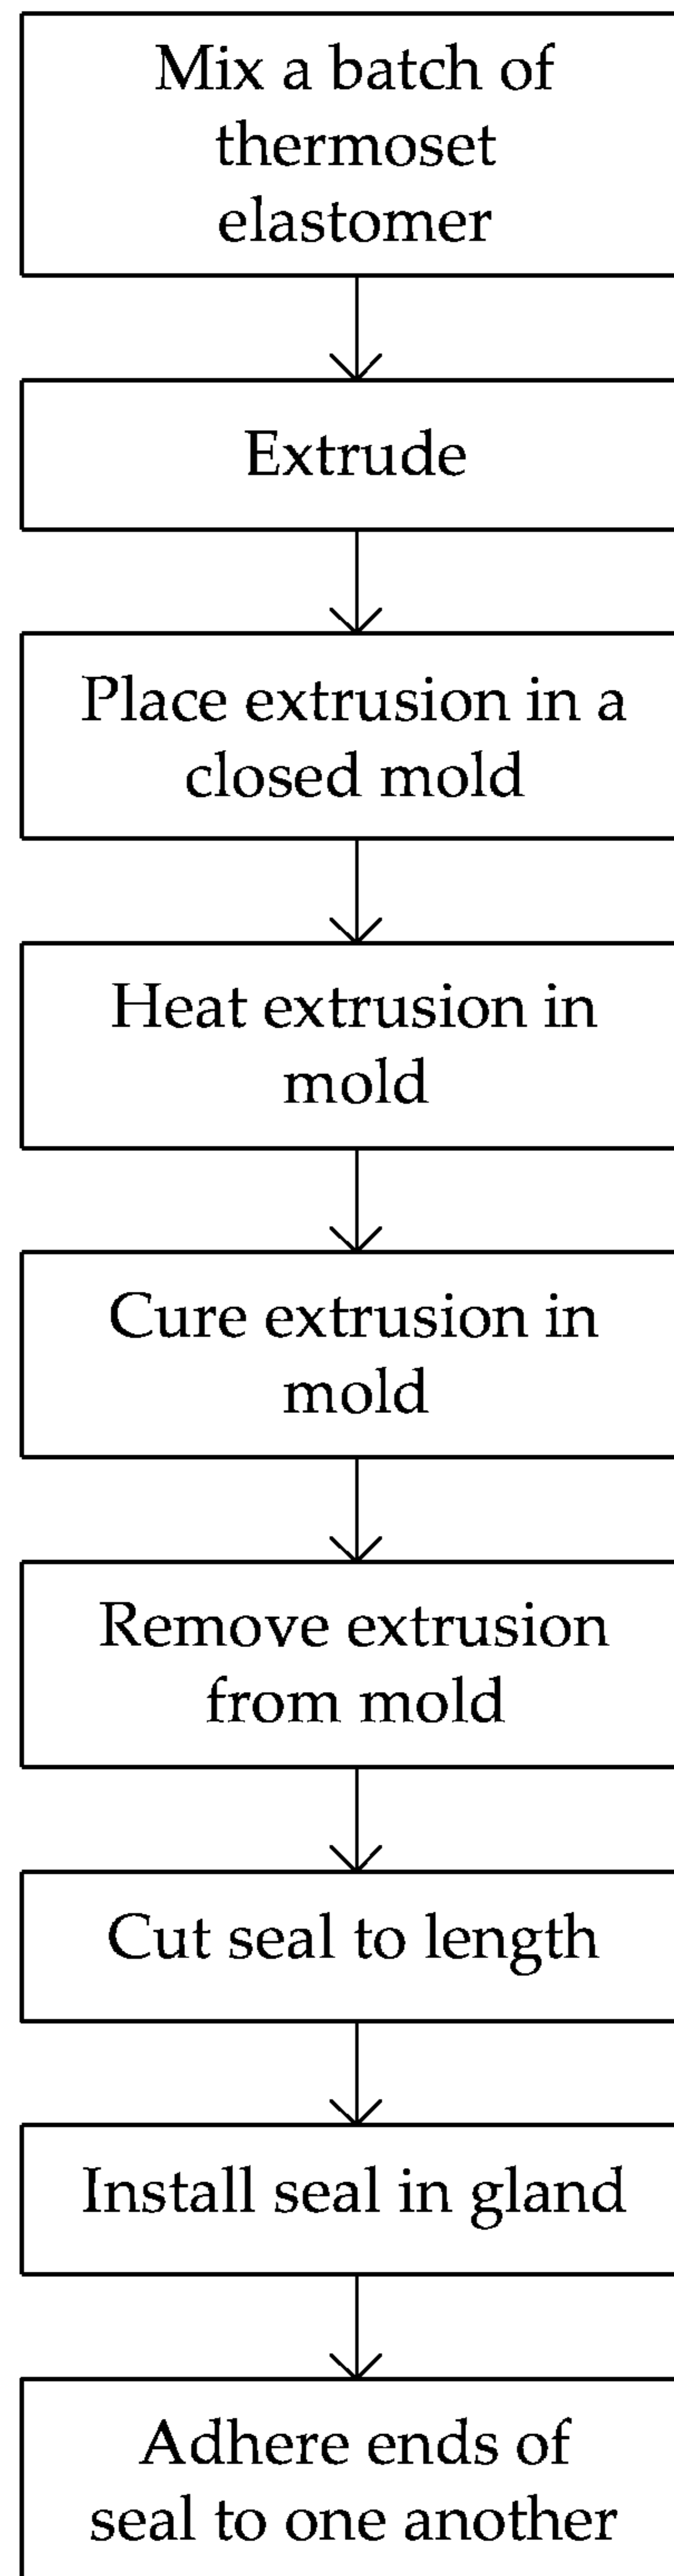 Mix a batch of
thermoset
elastomer
Extrude
Place extrusion in a
closed mold
Heat extrusion in
mold
Cure extrusion in
mold
Remove extrusion
from mold
Cut seal to length
Install seal in gland
Adhere ends of
seal to one another